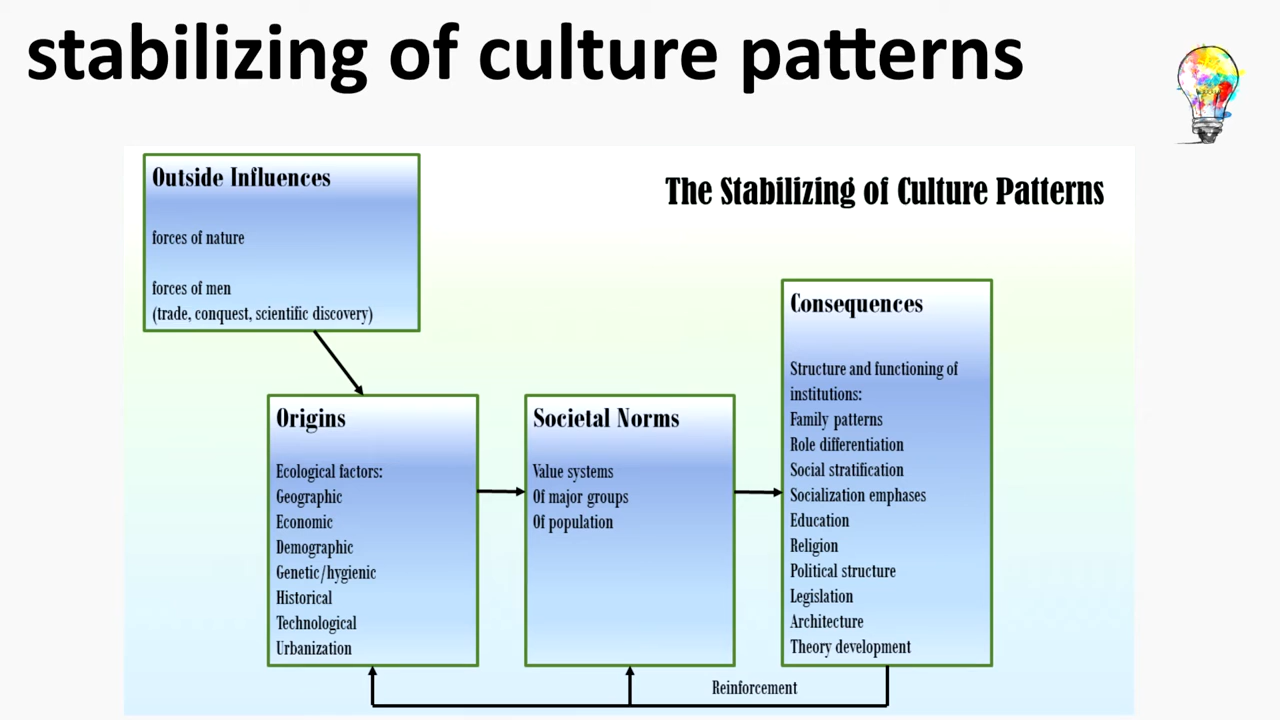 stabilizing of culture patterns
The Stabilizing of Culture Patterns
Outside Influences
forces of nature
forces of men
(trade, conquest, scientific discovery)
Origins
Ecological factors:
Geographic
Economic
Demographic
Genetic/hygienic
Historical
Technological
Urbanization
Societal Norms
Value systems
Of major groups
Of population
Consequences
Structure and functioning of
institutions:
Family patterns
Role differentiation
Social stratification
Socialization emphases
Education
Religion
Political structure
Legislation
Architecture
Theory development
Reinforcement